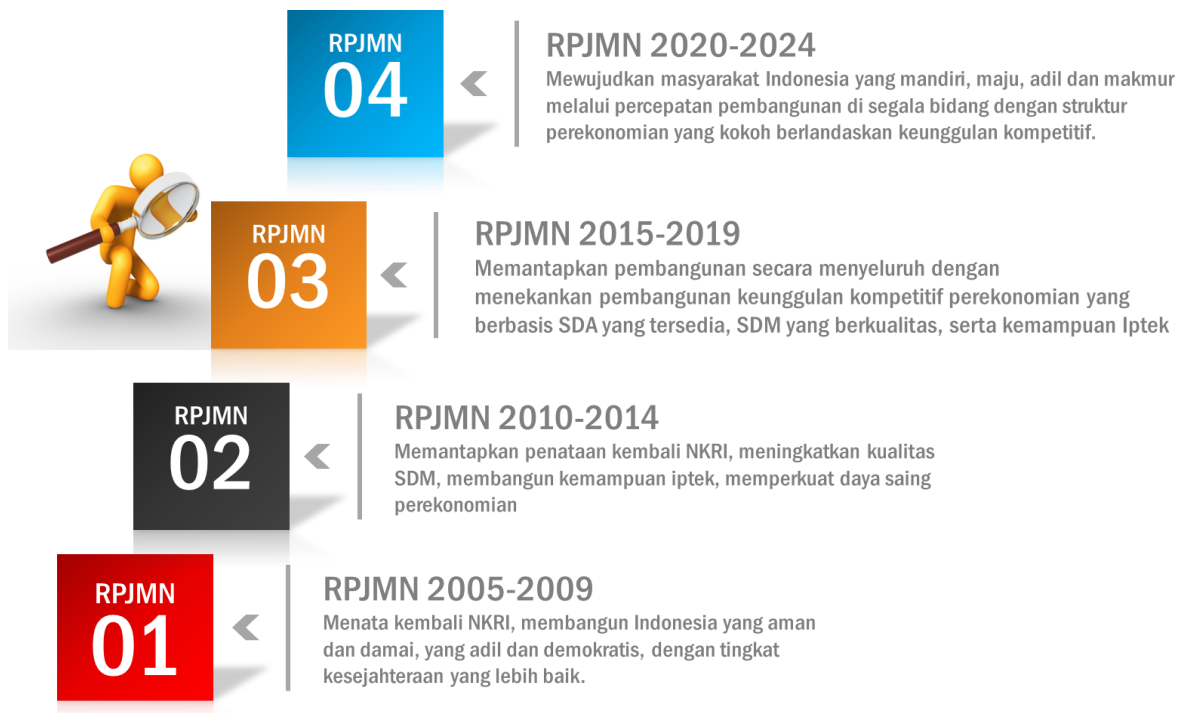 RPJMN
04
RPJMN 2020-2024
Mewujudkan masyarakat Indonesia yang mandiri, maju, adil dan makmur
melalui percepatan pembangunan di segala bidang dengan struktur
perekonomian yang kokoh berlandaskan keunggulan kompetitif.
RPJMN
03
RPJMN 2015-2019
Memantapkan pembangunan secara menyeluruh dengan
menekankan pembangunan keunggulan kompetitif perekonomian yang
berbasis SDA yang tersedia, SDM yang berkualitas, serta kemampuan Iptek
RPJMN
02
RPJMN 2010-2014
Memantapkan penataan kembali NKRI, meningkatkan kualitas
SDM, membangun kemampuan iptek, memperkuat daya saing
perekonomian
RPJMN
01
RPJMN 2005-2009
Menata kembali NKRI, membangun Indonesia yang aman
dan damai, yang adil dan demokratis, dengan tingkat
kesejahteraan yang lebih baik.